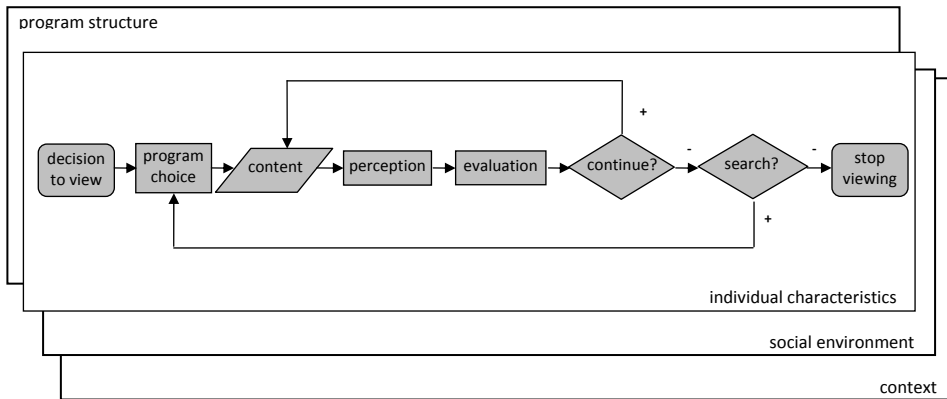 program structure
+
decision
to view
program
choice
content
perception
evaluation
continue?
-
search?
-
stop
viewing
+
individual characteristics
social environment
context